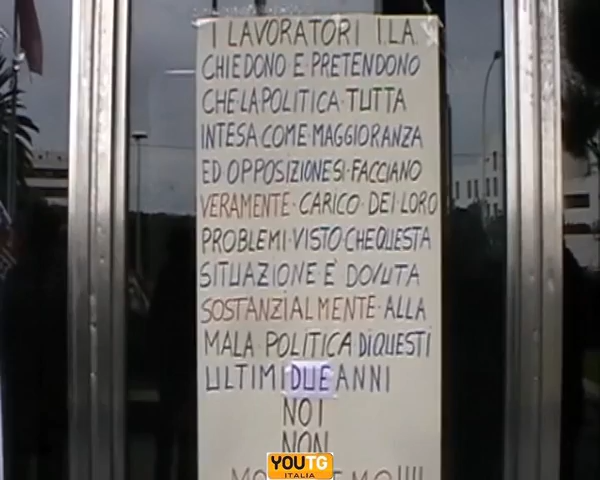 I LAVORATORI I.LA.
CHIEDONO E PRETENDONO
CHE LA POLITICA · TUTTA
INTESA COME · MAGGIORANZA
ED OPPOSIZIONE SI · FACCIANO
VERAMENTE · CARICO · DEI LORO
PROBLEMI · VISTO CHE QUESTA
SITUAZIONE È DOVUTA
SOSTANZIALMENTE · ALLA
MALA · POLITICA DI QUESTI
ULTIMI DUE ANNI
NOI
NON
YOUTG
ITALIA